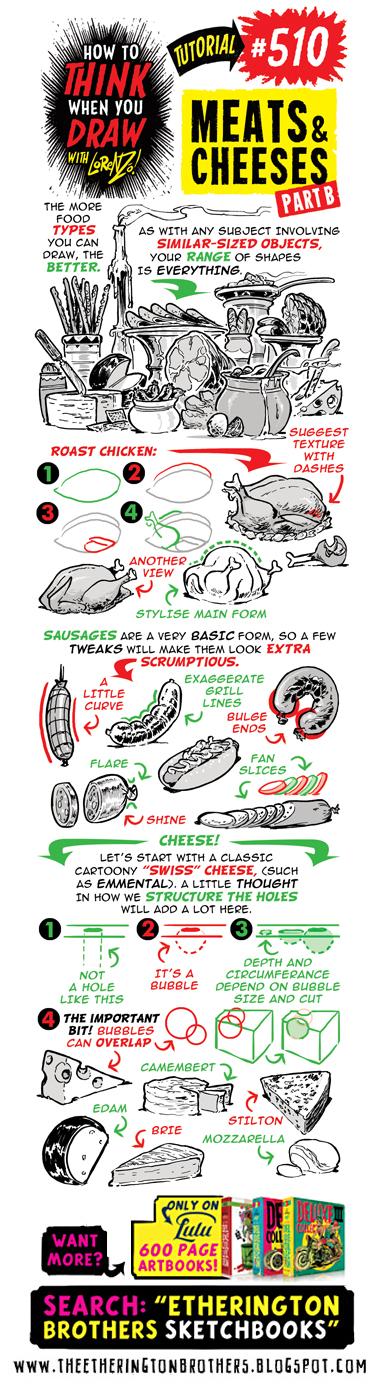 HOW TO
THINK
WHEN YOU
DRAW
WITH LORENZO!
TUTORIAL
#510
MEATS &
CHEESES
PART B
THE MORE
FOOD
TYPES
YOU CAN
DRAW, THE
BETTER.
AS WITH ANY SUBJECT INVOLVING
SIMILAR-SIZED OBJECTS,
YOUR RANGE OF SHAPES
IS EVERYTHING.
ROAST CHICKEN:
SUGGEST
TEXTURE
WITH
DASHES
1
2
3
4
ANOTHER
VIEW
STYLISE MAIN FORM
SAUSAGES ARE A VERY BASIC FORM, SO A FEW
TWEAKS WILL MAKE THEM LOOK EXTRA
SCRUMPTIOUS.
A
LITTLE
CURVE
EXAGGERATE
GRILL
LINES
BULGE
ENDS
FLARE
FAN
SLICES
SHINE
CHEESE!
LET'S START WITH A CLASSIC
CARTOONY "SWISS" CHEESE, (SUCH
AS EMMENTAL). A LITTLE THOUGHT
IN HOW WE STRUCTURE THE HOLES
WILL ADD A LOT HERE.
1
2
3
NOT
A HOLE
LIKE THIS
IT'S A
BUBBLE
DEPTH AND
CIRCUMFERANCE
DEPEND ON BUBBLE
SIZE AND CUT
4
THE IMPORTANT
BIT! BUBBLES
CAN OVERLAP
CAMEMBERT
EDAM
BRIE
STILTON
MOZZARELLA
WANT
MORE?
ONLY ON
Lulu
600 PAGE
ARTBOOKS!
DELUXE III
SEARCH: "ETHERINGTON
BROTHERS SKETCHBOOKS"
WWW.THEETHERINGTONBROTHERS.BLOGSPOT.COM